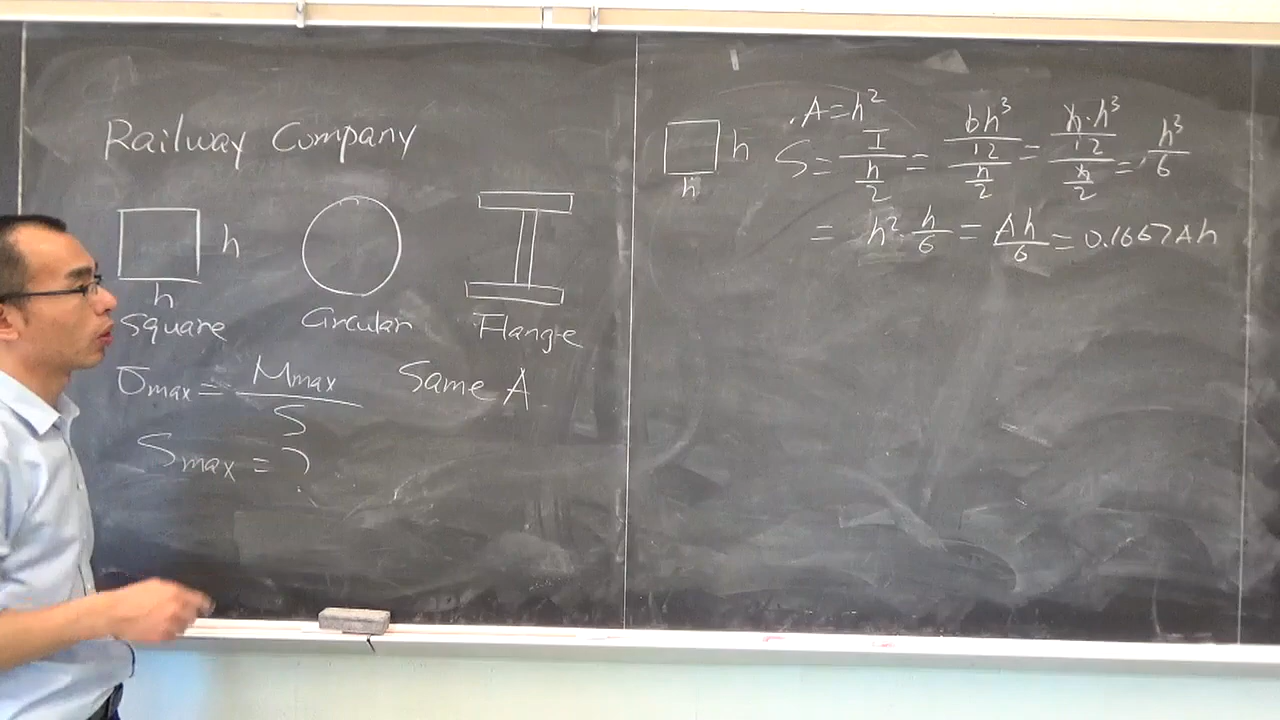 Railway Company
h
h
Square Circular Flange
σmax = Mmax / S
Same A
Smax = ?
h
h
A = h²
S = I / (h/2) = (bh³/12) / (h/2) = (h·h³/12) / (h/2) = h³/6
= h² · h/6 = Ah/6 = 0.1667Ah